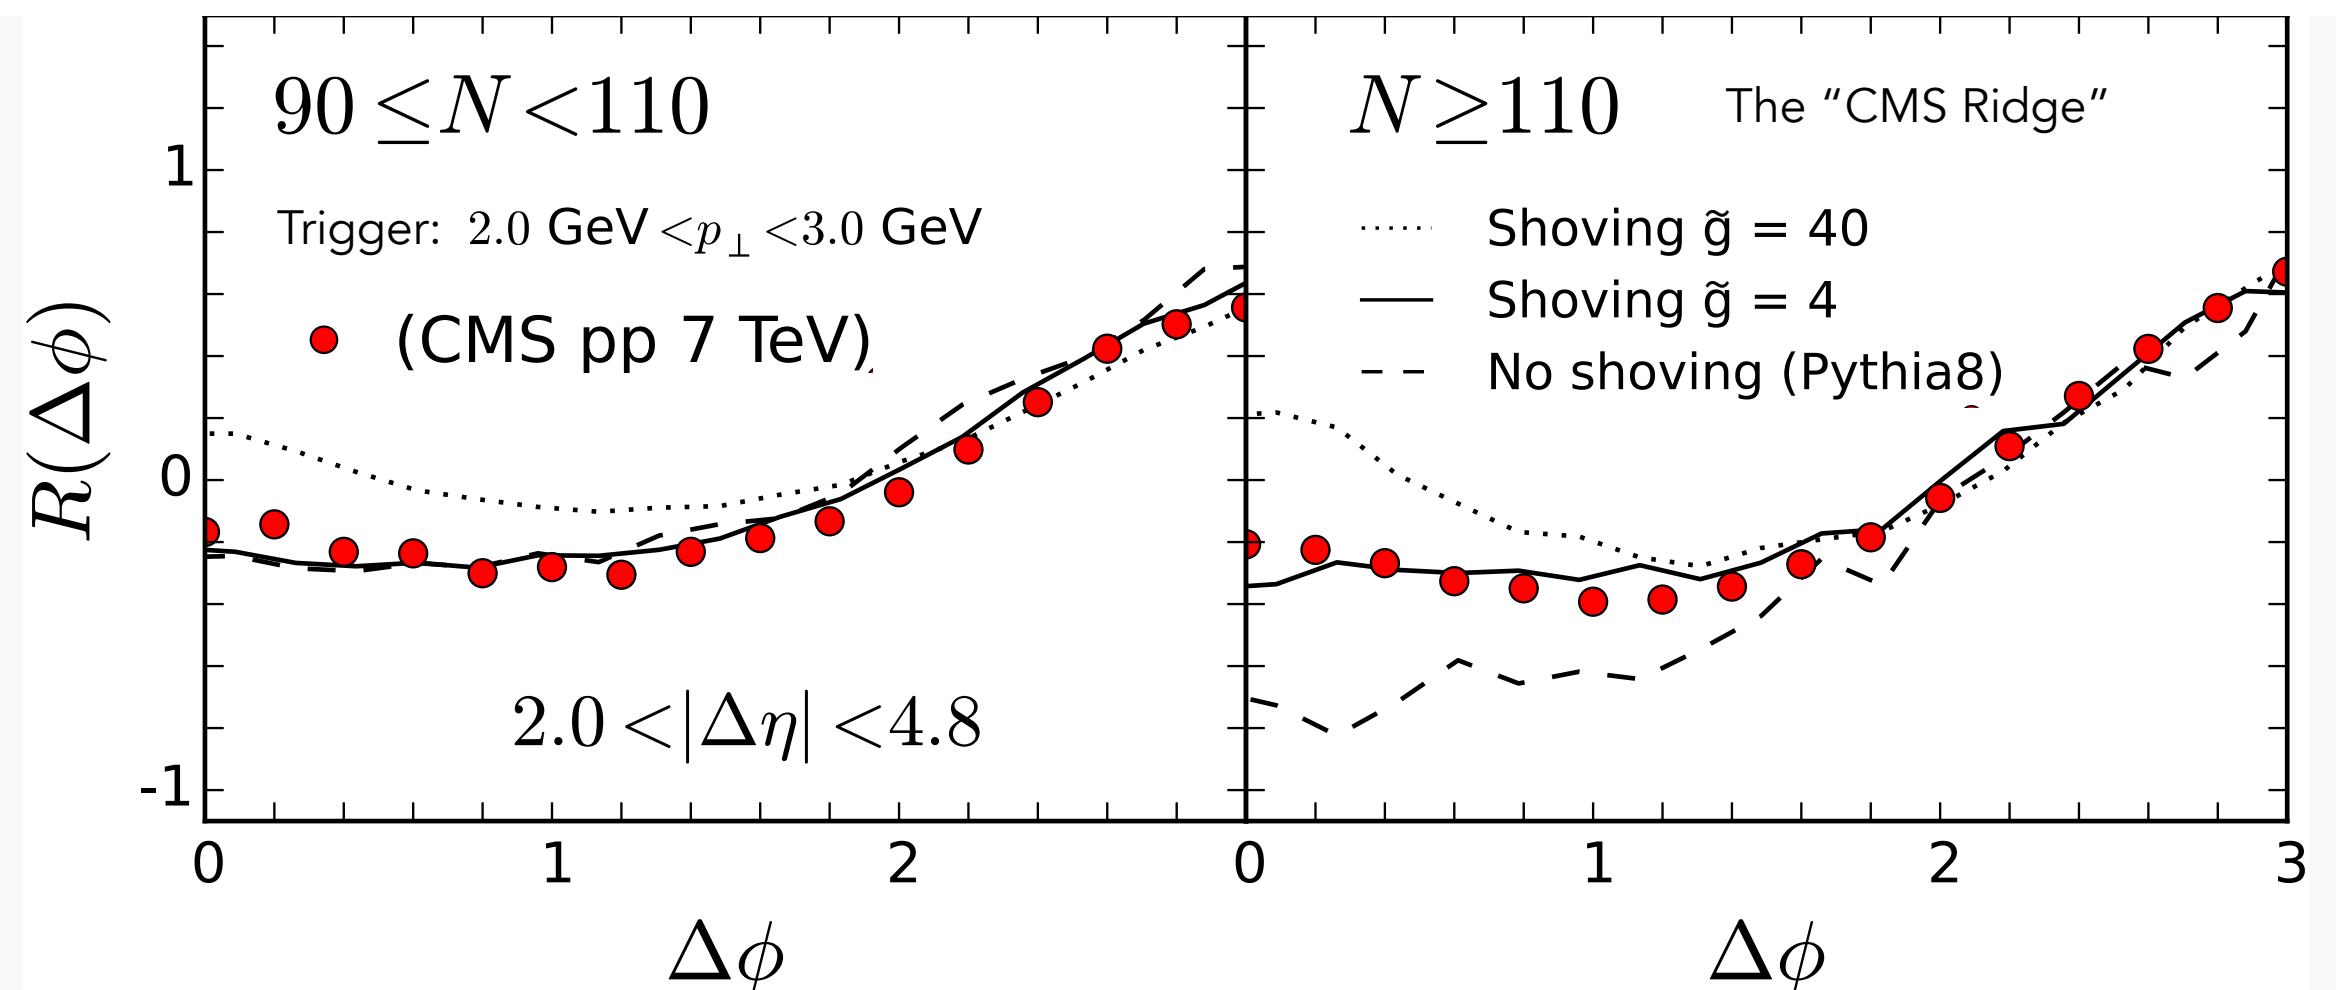 90 ≤ N < 110
Trigger: 2.0 GeV < p⊥ < 3.0 GeV
(CMS pp 7 TeV)
2.0 < |Δη| < 4.8
R(Δϕ)
1
0
-1
0 1 2
Δϕ
N ≥ 110 The “CMS Ridge”
Shoving g̃ = 40
Shoving g̃ = 4
No shoving (Pythia8)
0 1 2 3
Δϕ